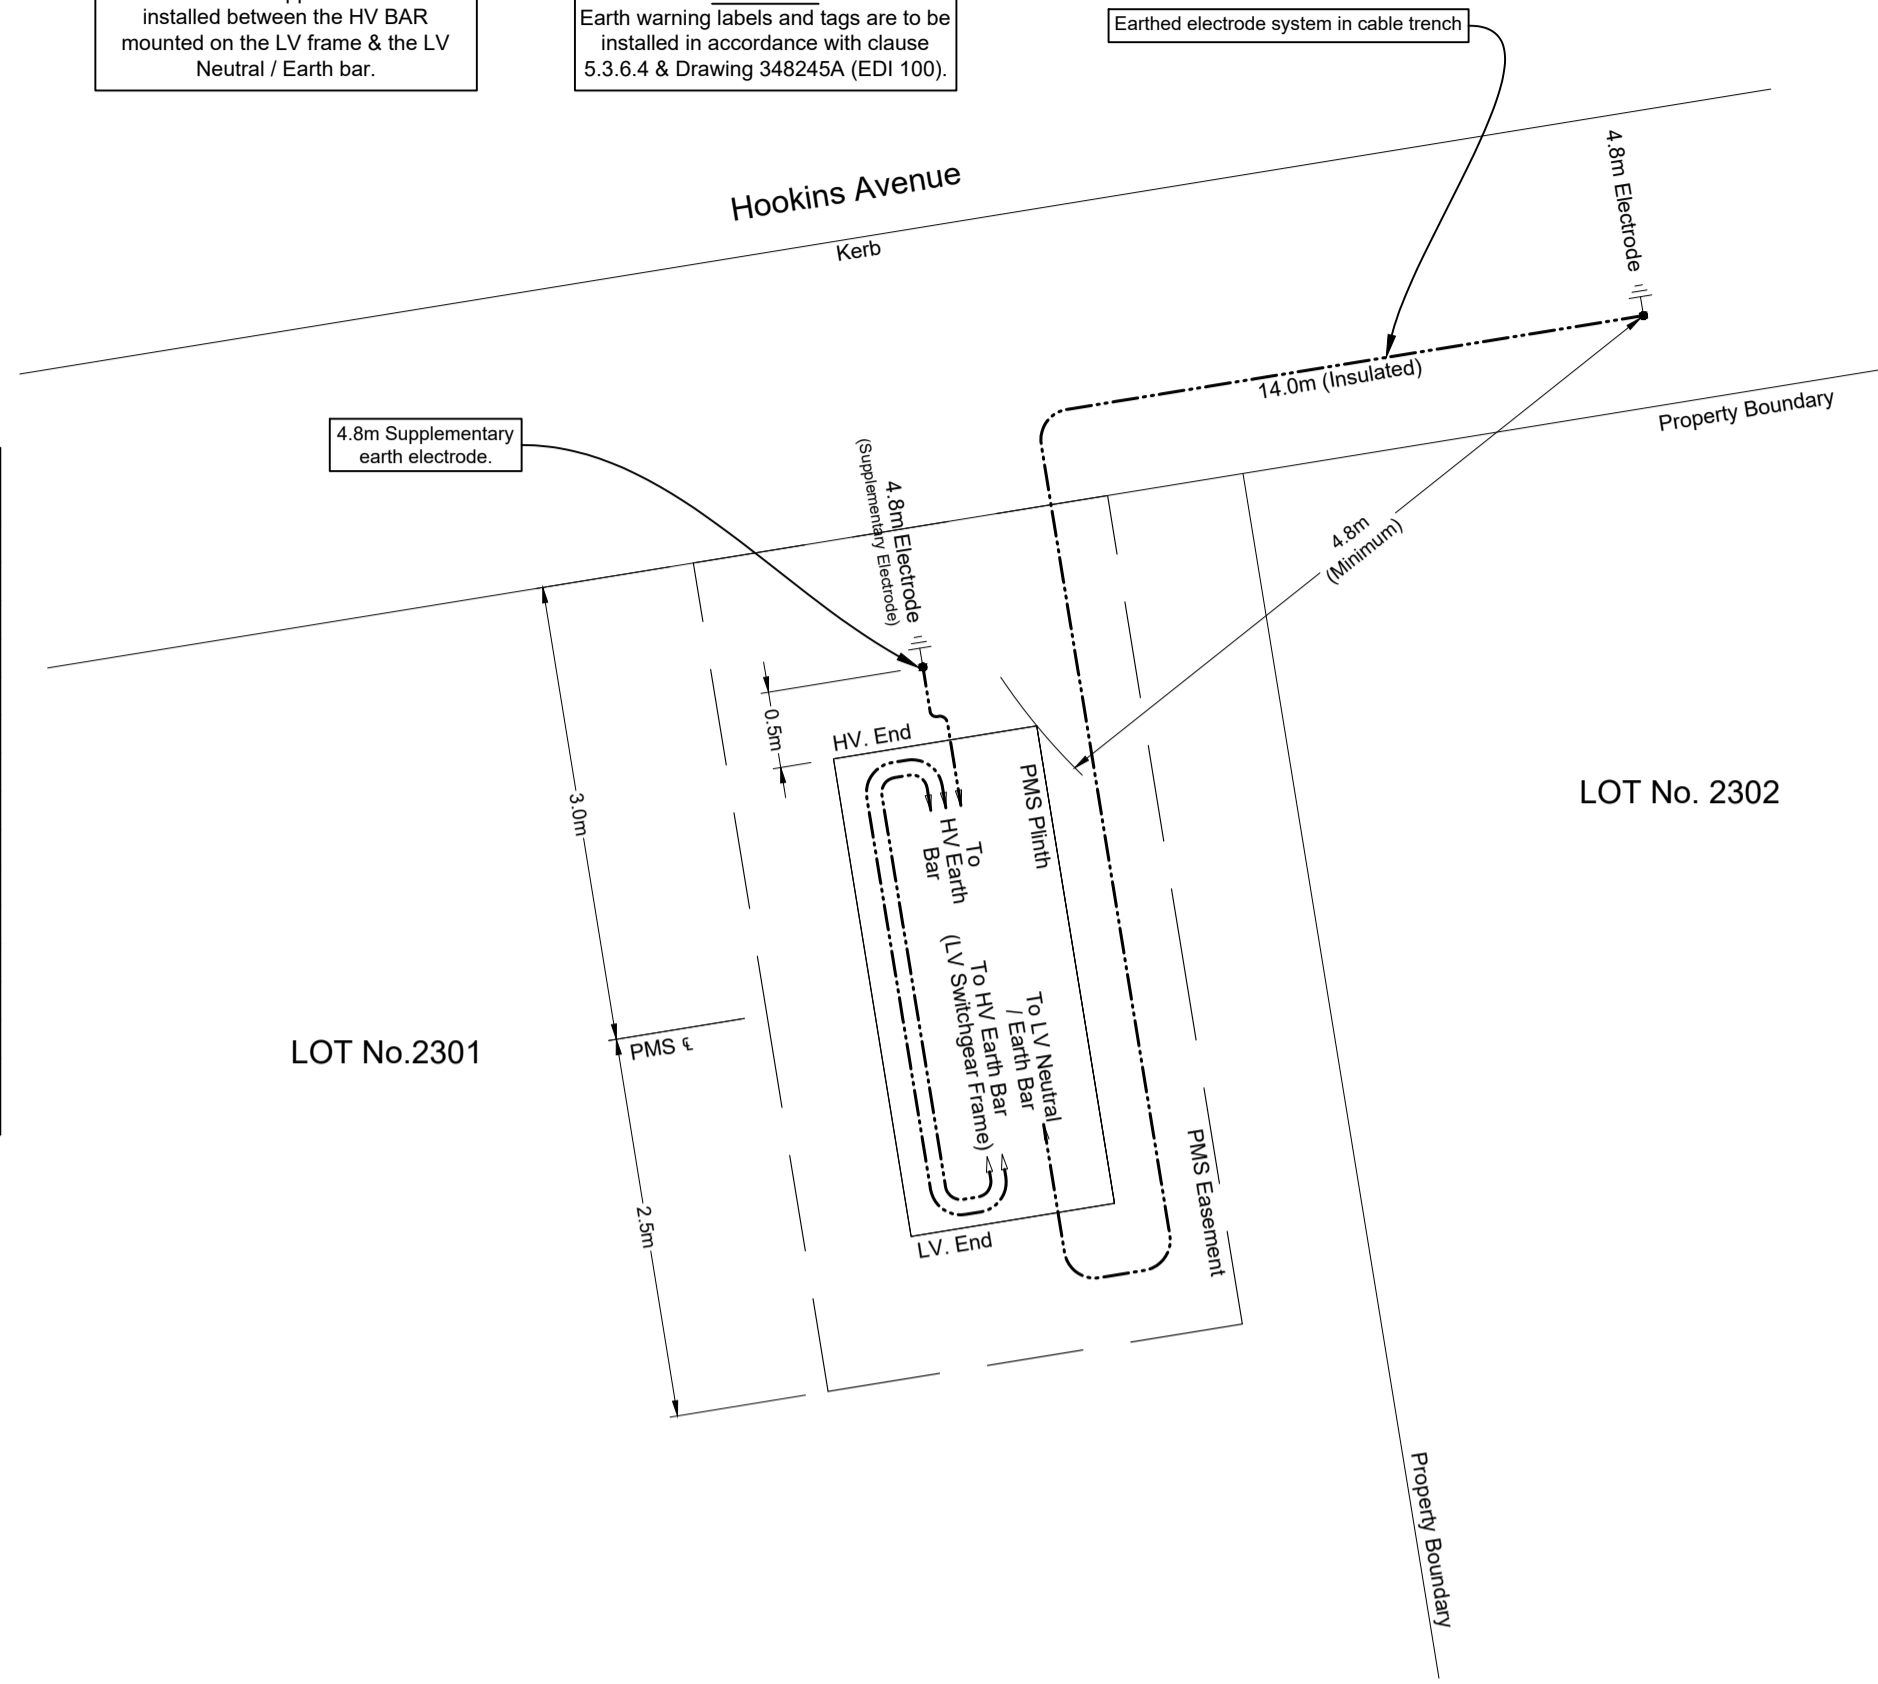 installed between the HV BAR
mounted on the LV frame & the LV
Neutral / Earth bar.
Earth warning labels and tags are to be
installed in accordance with clause
5.3.6.4 & Drawing 348245A (EDI 100).
Earthed electrode system in cable trench
Hookins Avenue
Kerb
4.8m Electrode
14.0m (Insulated)
Property Boundary
4.8m Supplementary
earth electrode.
4.8m Electrode
(Supplementary Electrode)
4.8m
(Minimum)
0.5m
HV. End
PMS Plinth
3.0m
To
HV Earth
Bar
LOT No. 2302
To LV Neutral
/ Earth Bar
To HV Earth Bar
(LV Switchgear Frame)
LOT No.2301
PMS ℄
PMS Easement
2.5m
LV. End
Property Boundary